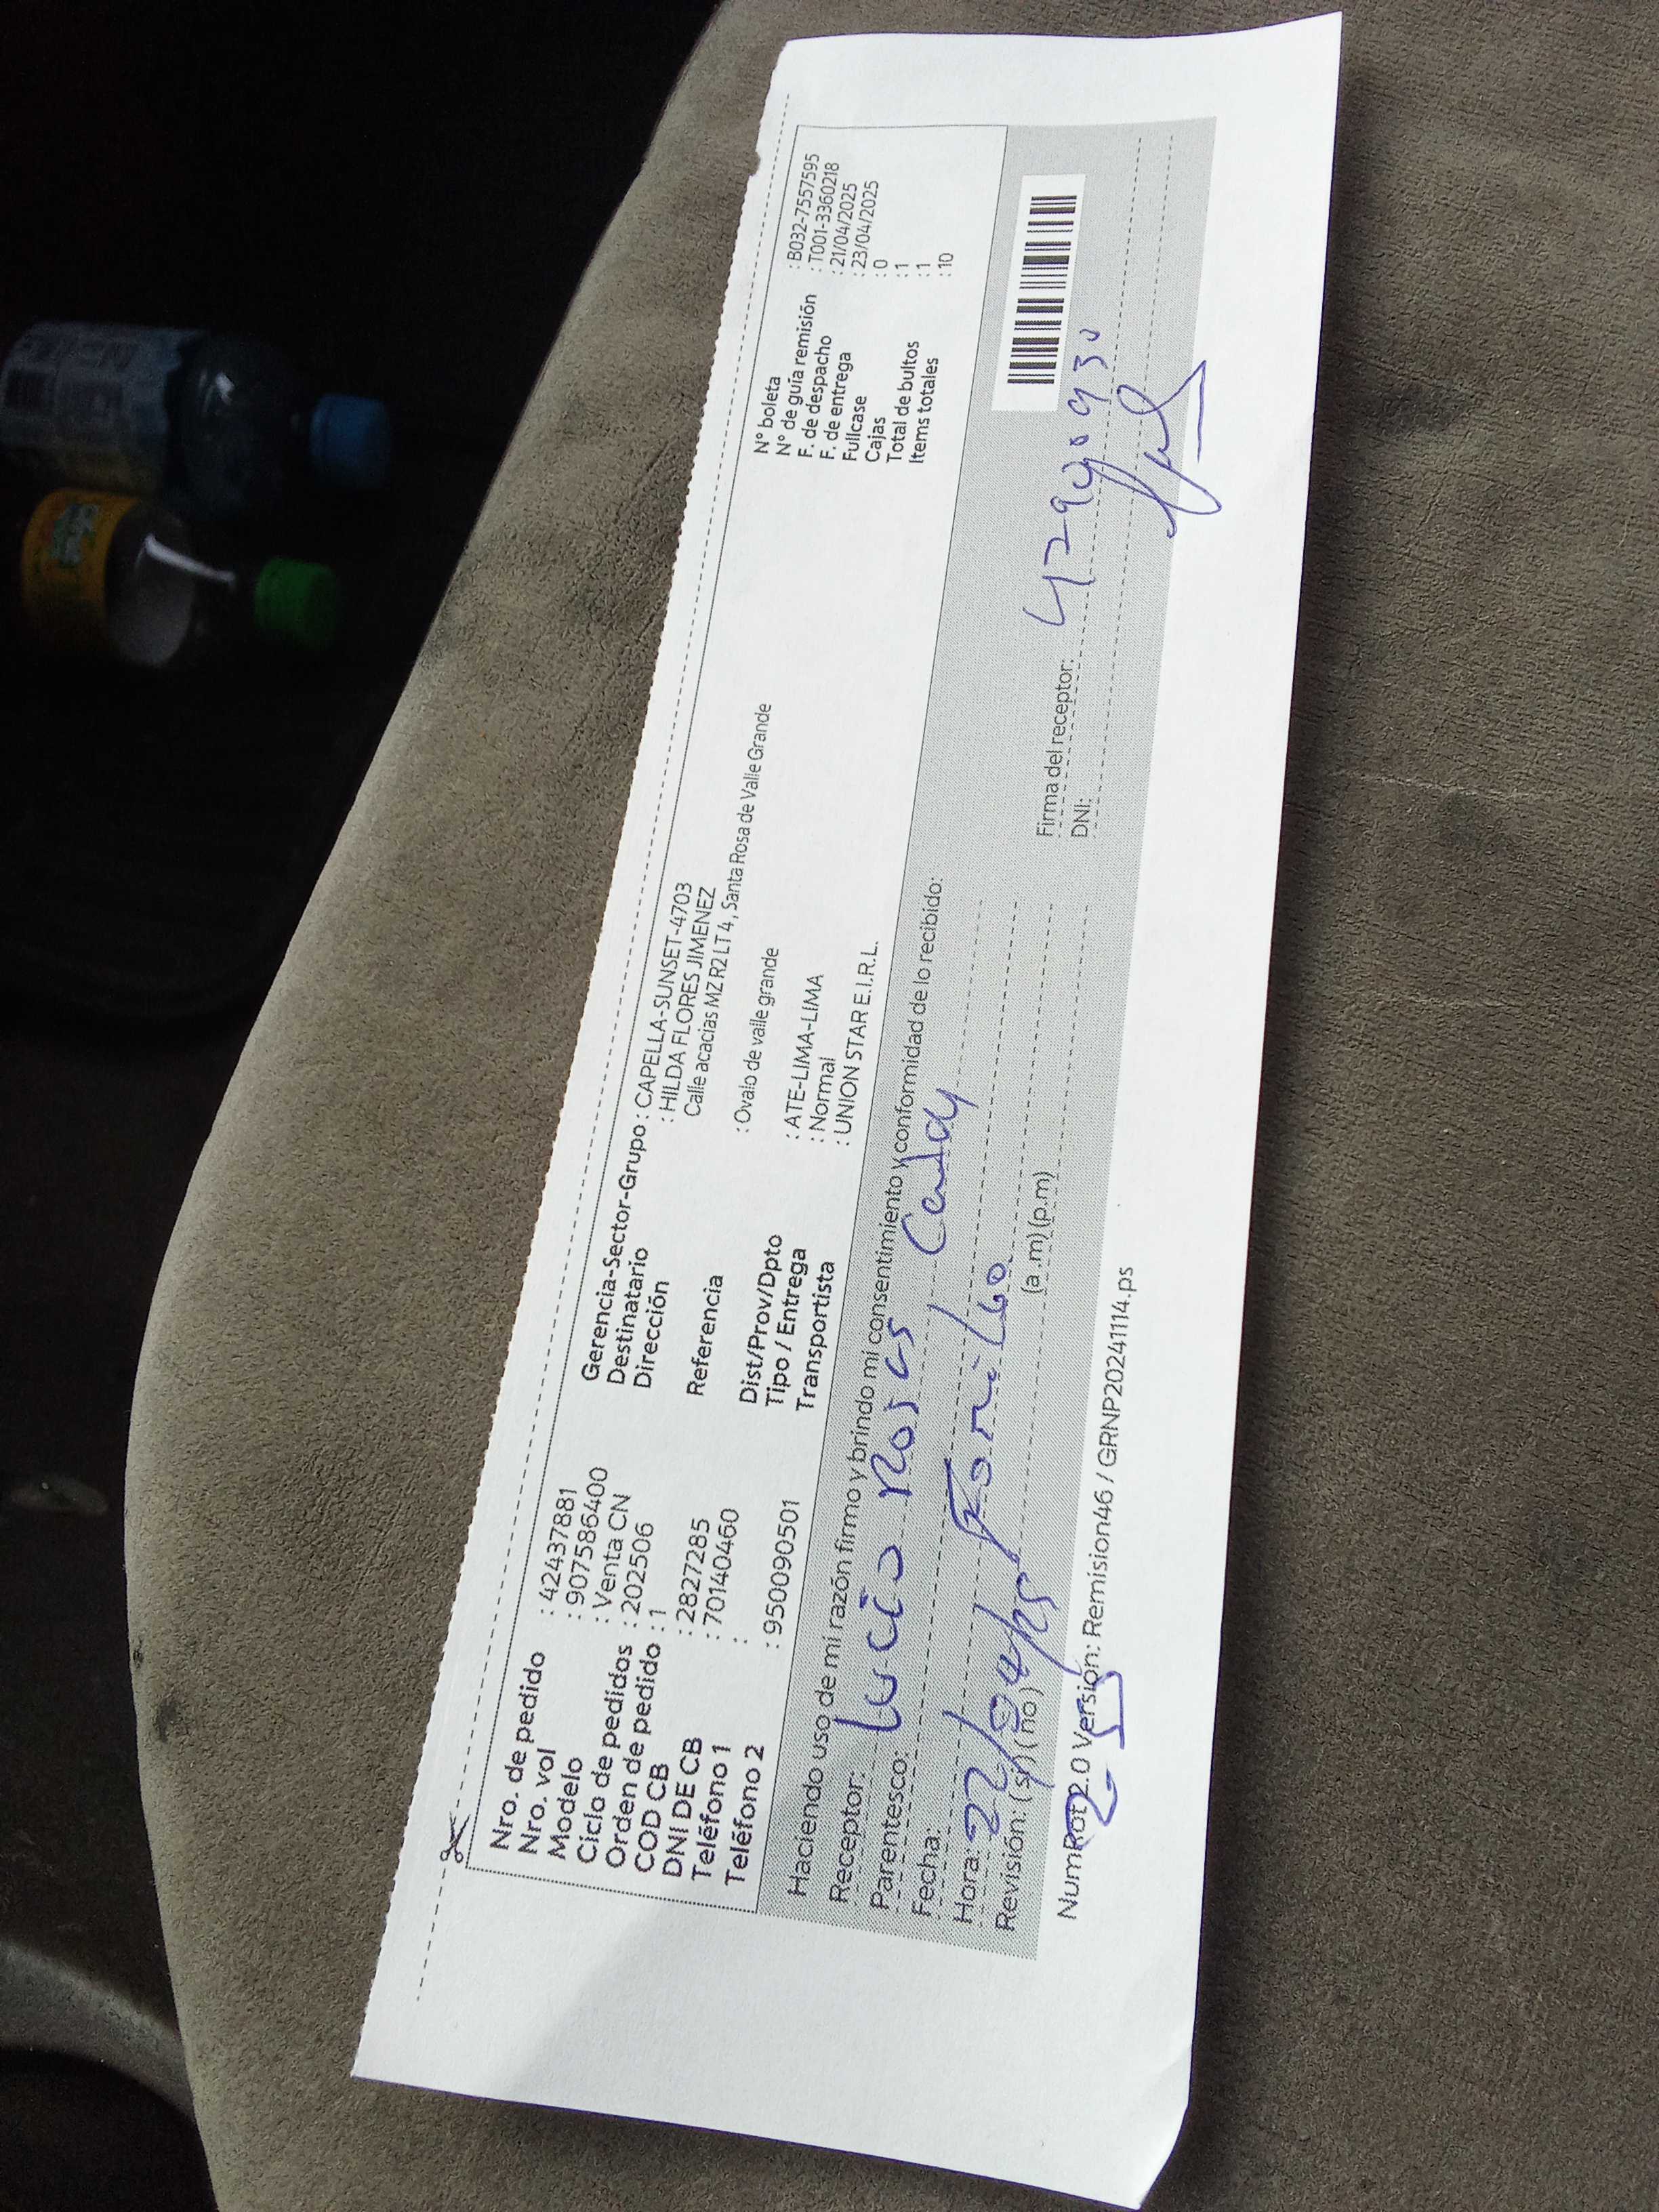 Nro. de pedido : 42437881
Nro. vol : 907586400
Modelo : Venta CN
Ciclo de pedidos : 202506
Orden de pedido : 1
COD CB : 2827285
DNI DE CB : 70140460
Teléfono 1 :
Teléfono 2 : 950090501
Gerencia-Sector-Grupo : CAPELLA-SUNSET-4703
Destinatario : HILDA FLORES JIMENEZ
Dirección Calle acacias MZ R2 LT 4, Santa Rosa de Valle Grande
Referencia : Ovalo de valle grande
Dist/Prov/Dpto : ATE-LIMA-LIMA
Tipo / Entrega : Normal
Transportista : UNION STAR E.I.R.L.
N° boleta : B032-7557595
N° de guía remisión : T001-3360218
F. de despacho : 21/04/2025
F. de entrega : 23/04/2025
Fullcase : 0
Cajas : 1
Total de bultos : 1
Items totales : 10
Haciendo uso de mi razón firmo y brindo mi consentimiento y conformidad de lo recibido:
Receptor: Lucio Rojas
Parentesco:
Fecha:
Hora: 22/04/25 (a.m) (p.m)
Revisión: (si) (no)
Firma del receptor:
DNI:
NumRot 2.0 Versión: Remision46 / GRNP20241114.ps